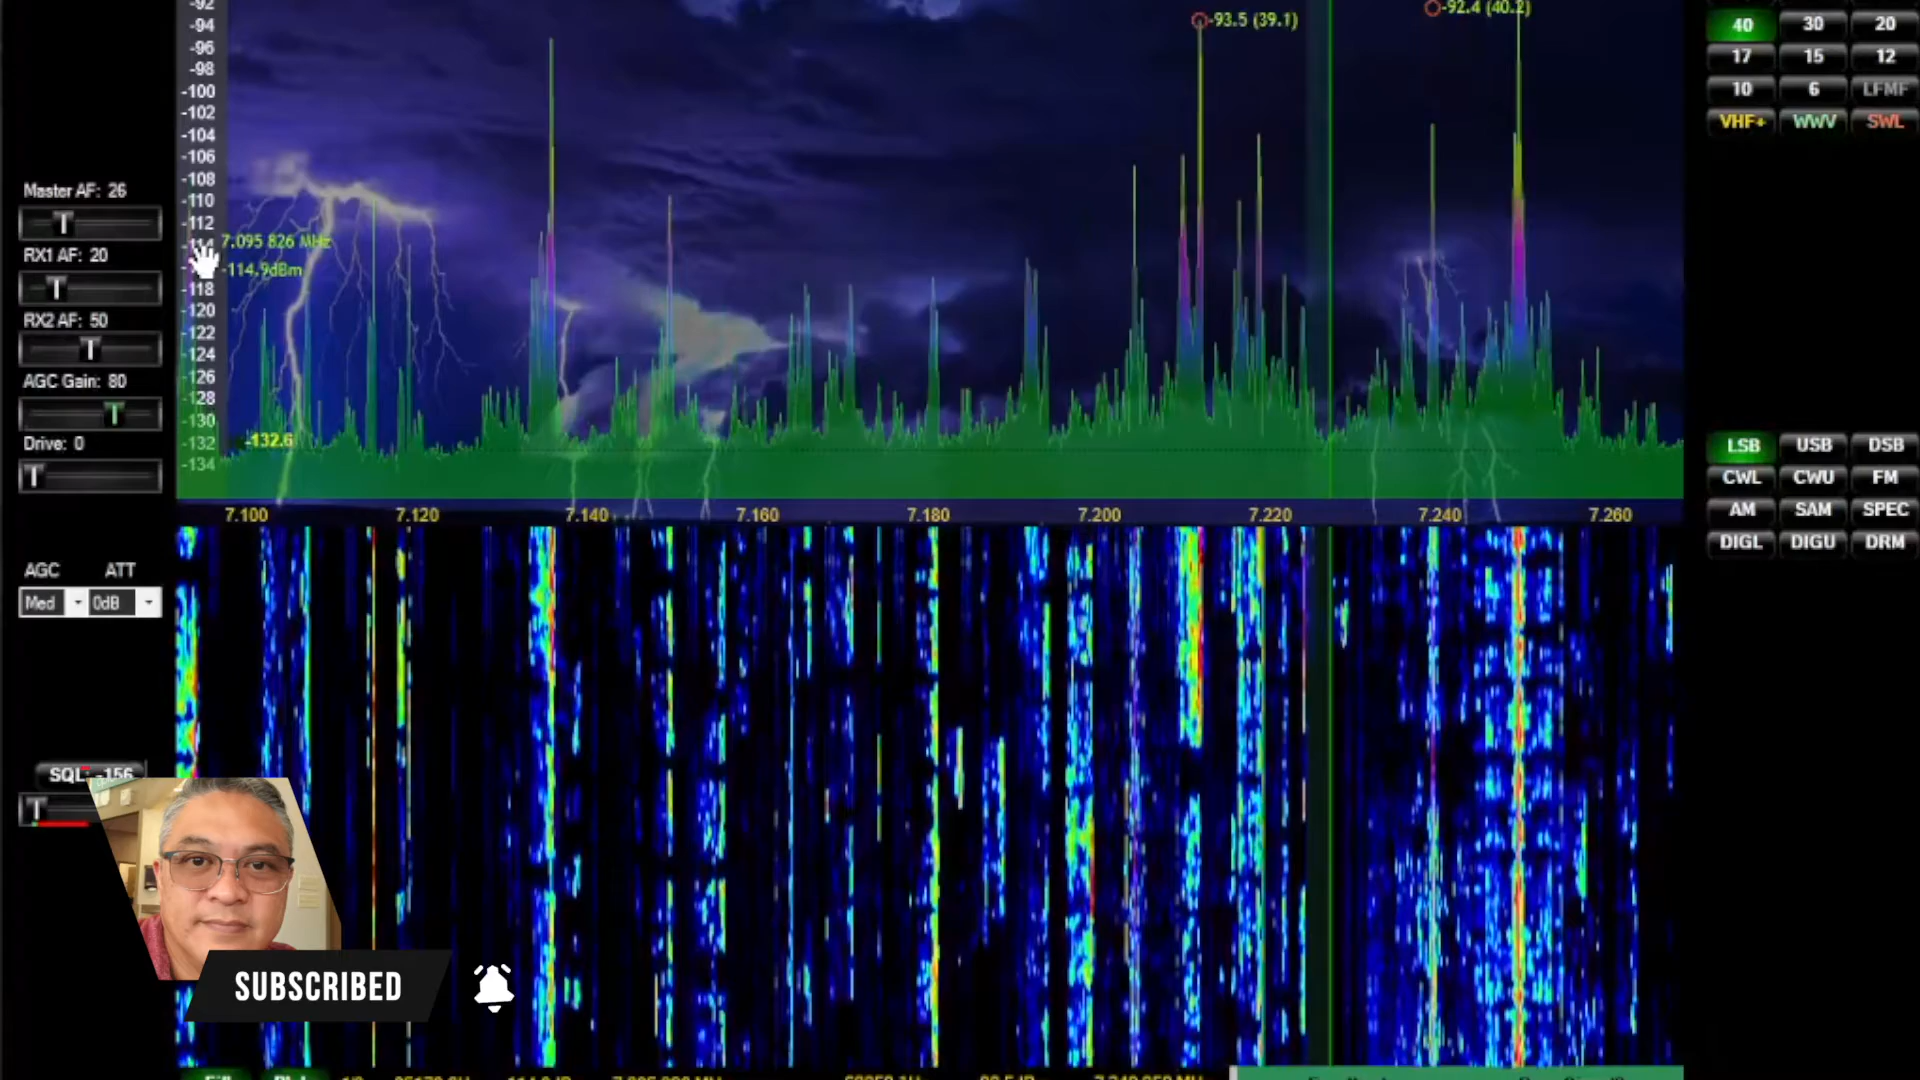 -92
-94
-96
-98
-100
-102
-104
-106
-108
-110
-112
-114
-118
-120
-122
-124
-126
-128
-130
-132
-134
-93.5 (39.1)
-92.4 (40.2)
7.095 826 MHz
-114.9dBm
-132.6
7.100 7.120 7.140 7.160 7.180 7.200 7.220 7.240 7.260
Master AF: 26
RX1 AF: 20
RX2 AF: 50
AGC Gain: 80
Drive: 0
AGC ATT
Med 0dB
SQL: -156
SUBSCRIBED
40 30 20
17 15 12
10 6 LFMF
VHF+ WWV SWL
LSB USB DSB
CWL CWU FM
AM SAM SPEC
DIGL DIGU DRM